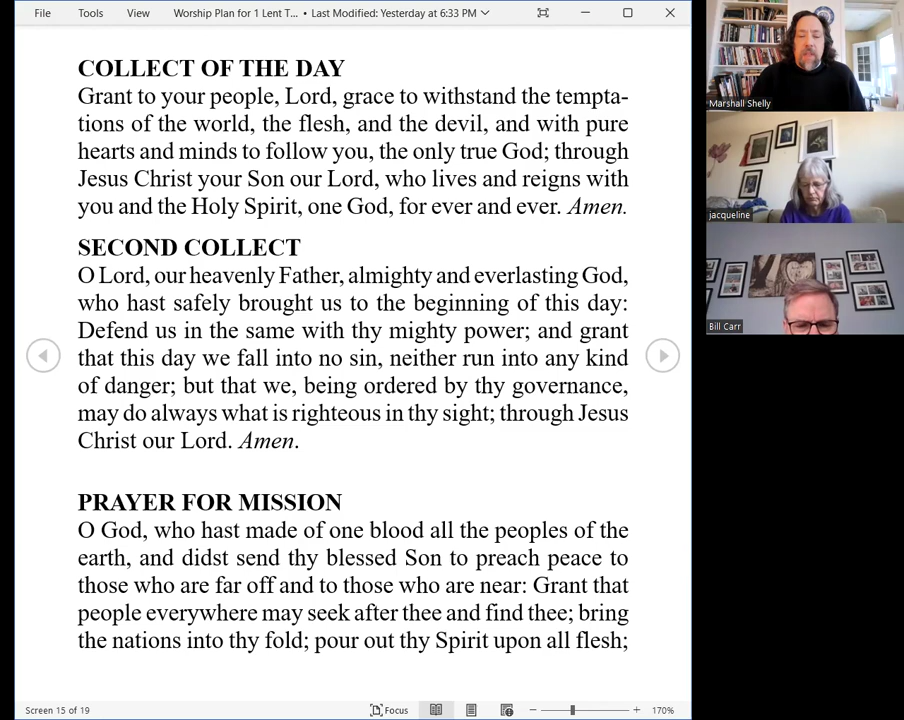 File Tools View Worship Plan for 1 Lent T... • Last Modified: Yesterday at 6:33 PM
COLLECT OF THE DAY
Grant to your people, Lord, grace to withstand the tempta-
tions of the world, the flesh, and the devil, and with pure
hearts and minds to follow you, the only true God; through
Jesus Christ your Son our Lord, who lives and reigns with
you and the Holy Spirit, one God, for ever and ever. Amen.
SECOND COLLECT
O Lord, our heavenly Father, almighty and everlasting God,
who hast safely brought us to the beginning of this day:
Defend us in the same with thy mighty power; and grant
that this day we fall into no sin, neither run into any kind
of danger; but that we, being ordered by thy governance,
may do always what is righteous in thy sight; through Jesus
Christ our Lord. Amen.
PRAYER FOR MISSION
O God, who hast made of one blood all the peoples of the
earth, and didst send thy blessed Son to preach peace to
those who are far off and to those who are near: Grant that
people everywhere may seek after thee and find thee; bring
the nations into thy fold; pour out thy Spirit upon all flesh;
Screen 15 of 19 Focus 170%
Marshall Shelly
jacqueline
Bill Carr